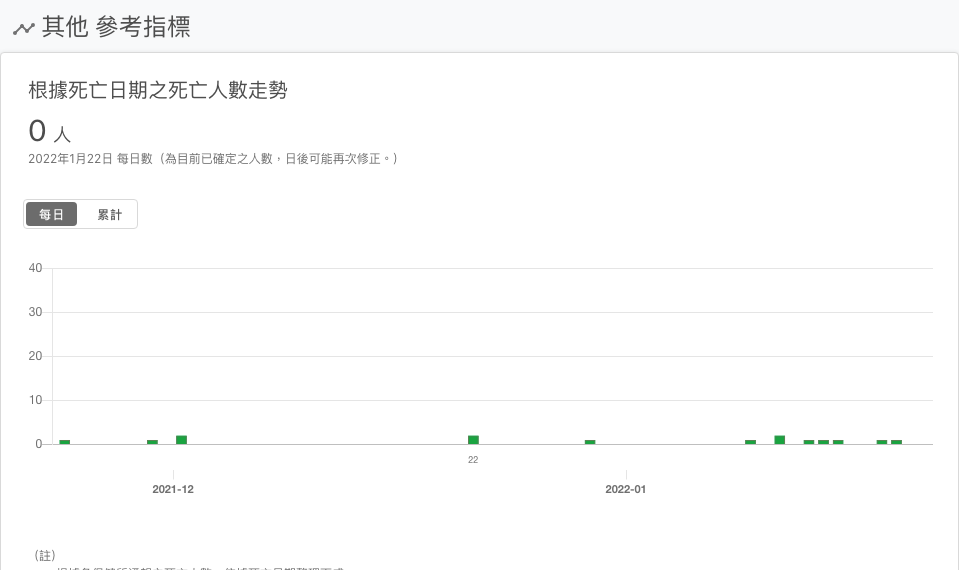 其他 參考指標
根據死亡日期之死亡人數走勢
0 人
2022年1月22日 每日數（為目前已確定之人數，日後可能再次修正。）
每日 累計
40
30
20
10
0
22
2021-12 2022-01
（註）